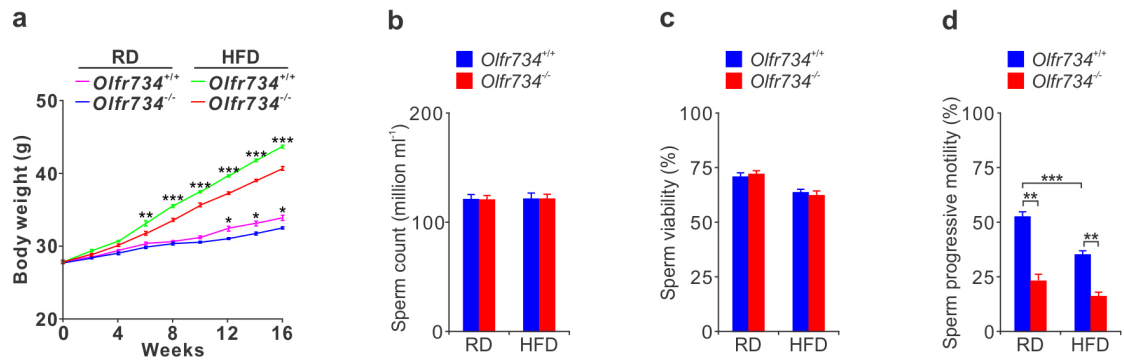 a
RD HFD
Olfr734+/+ Olfr734+/+
Olfr734-/- Olfr734-/-
Body weight (g)
50
40
30
20
** *** *** *** *** ***
* * *
0 4 8 12 16
Weeks
b
Olfr734+/+
Olfr734-/-
Sperm count (million ml-1)
200
100
0
RD HFD
c
Olfr734+/+
Olfr734-/-
Sperm viability (%)
100
75
50
25
0
RD HFD
d
Olfr734+/+
Olfr734-/-
Sperm progressive motility (%)
100
75
50
25
0
***
**
**
RD HFD